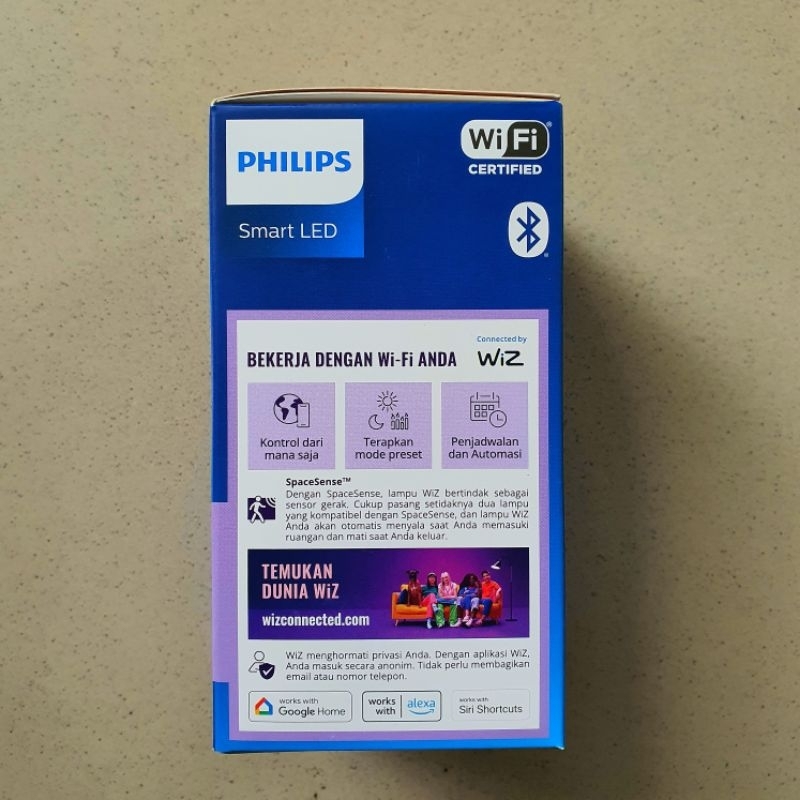 PHILIPS
Smart LED
Wi Fi®
CERTIFIED
BEKERJA DENGAN Wi-Fi ANDA
Connected by
WiZ
Kontrol dari
mana saja
Terapkan
mode preset
Penjadwalan
dan Automasi
SpaceSense™
Dengan SpaceSense, lampu WiZ bertindak sebagai
sensor gerak. Cukup pasang setidaknya dua lampu
yang kompatibel dengan SpaceSense, dan lampu WiZ
Anda akan otomatis menyala saat Anda memasuki
ruangan dan mati saat Anda keluar.
TEMUKAN
DUNIA WiZ
wizconnected.com
WiZ menghormati privasi Anda. Dengan aplikasi WiZ,
Anda masuk secara anonim. Tidak perlu membagikan
email atau nomor telepon.
works with
Google Home
works
with
alexa
works with
Siri Shortcuts